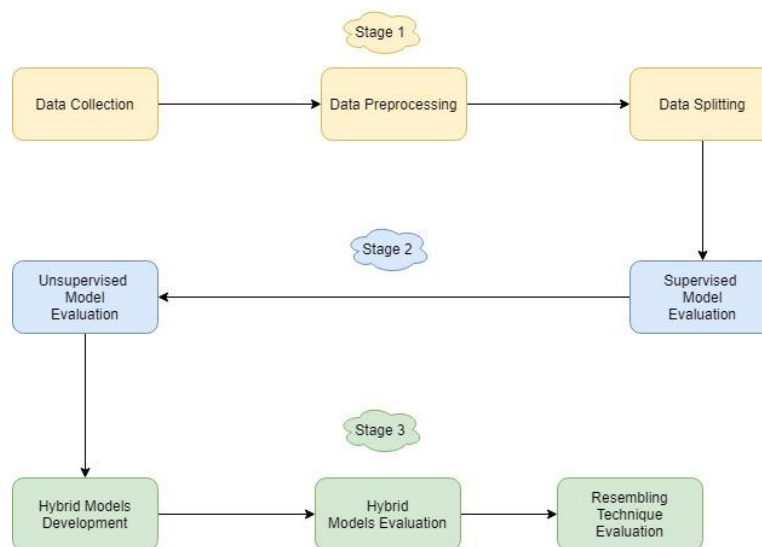 Stage 1
Data Collection
Data Preprocessing
Data Splitting
Stage 2
Unsupervised
Model
Evaluation
Supervised
Model
Evaluation
Stage 3
Hybrid Models
Development
Hybrid
Models Evaluation
Resembling
Technique
Evaluation